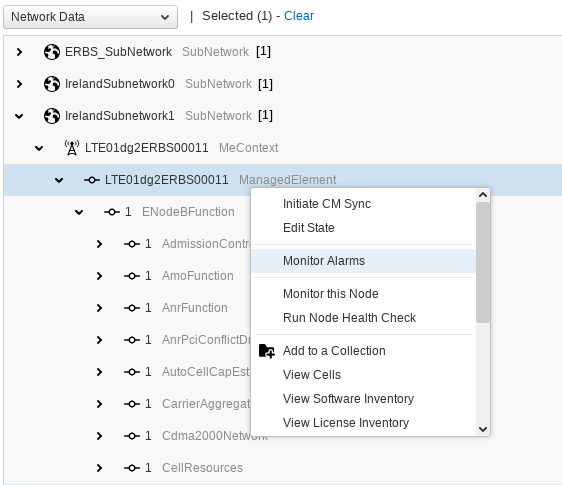 Network Data | Selected (1) - Clear
ERBS_SubNetwork SubNetwork [1]
IrelandSubnetwork0 SubNetwork [1]
IrelandSubnetwork1 SubNetwork [1]
LTE01dg2ERBS00011 MeContext
LTE01dg2ERBS00011 ManagedElement
1 ENodeBFunction
1 AdmissionContr
1 AmoFunction
1 AnrFunction
1 AnrPciConflictDr
1 AutoCellCapEst
1 CarrierAggregat
1 Cdma2000Network
1 CellResources
Initiate CM Sync
Edit State
Monitor Alarms
Monitor this Node
Run Node Health Check
Add to a Collection
View Cells
View Software Inventory
View License Inventory